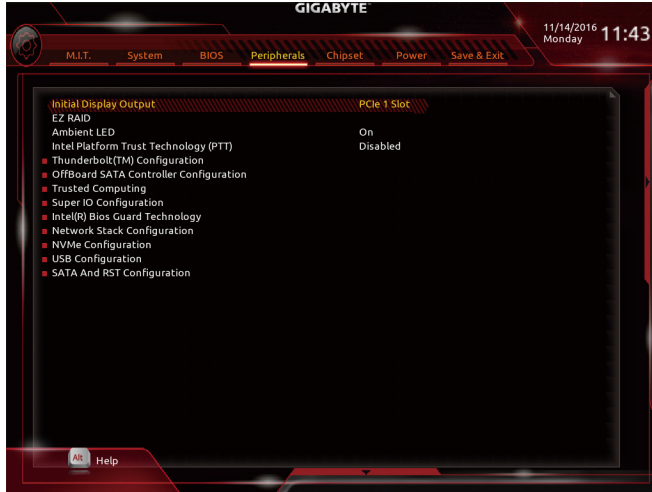 GIGABYTE™
11/14/2016 11:43
Monday
M.I.T. System BIOS Peripherals Chipset Power Save & Exit
Initial Display Output PCIe 1 Slot
EZ RAID
Ambient LED On
Intel Platform Trust Technology (PTT) Disabled
Thunderbolt(TM) Configuration
OffBoard SATA Controller Configuration
Trusted Computing
Super IO Configuration
Intel(R) Bios Guard Technology
Network Stack Configuration
NVMe Configuration
USB Configuration
SATA And RST Configuration
Alt Help